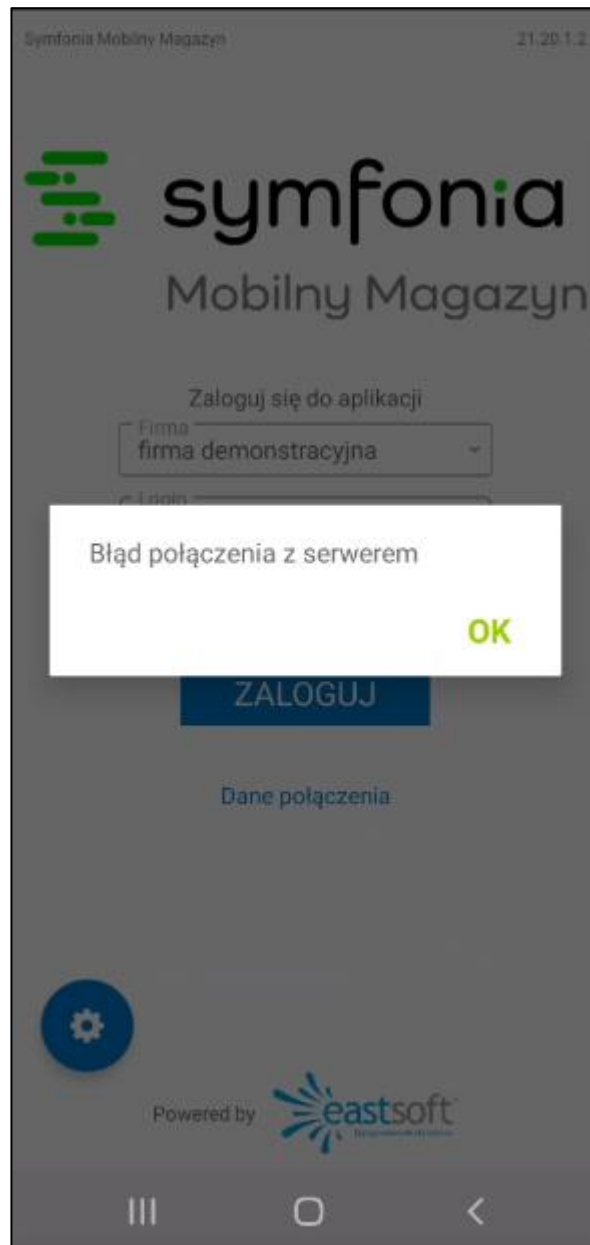 Symfonia Mobilny Magazyn
21.20.1.2
symfonia
Mobilny Magazyn
Zaloguj się do aplikacji
Firma
firma demonstracyjna
Login
Błąd połączenia z serwerem
OK
ZALOGUJ
Dane połączenia
Powered by
eastsoft